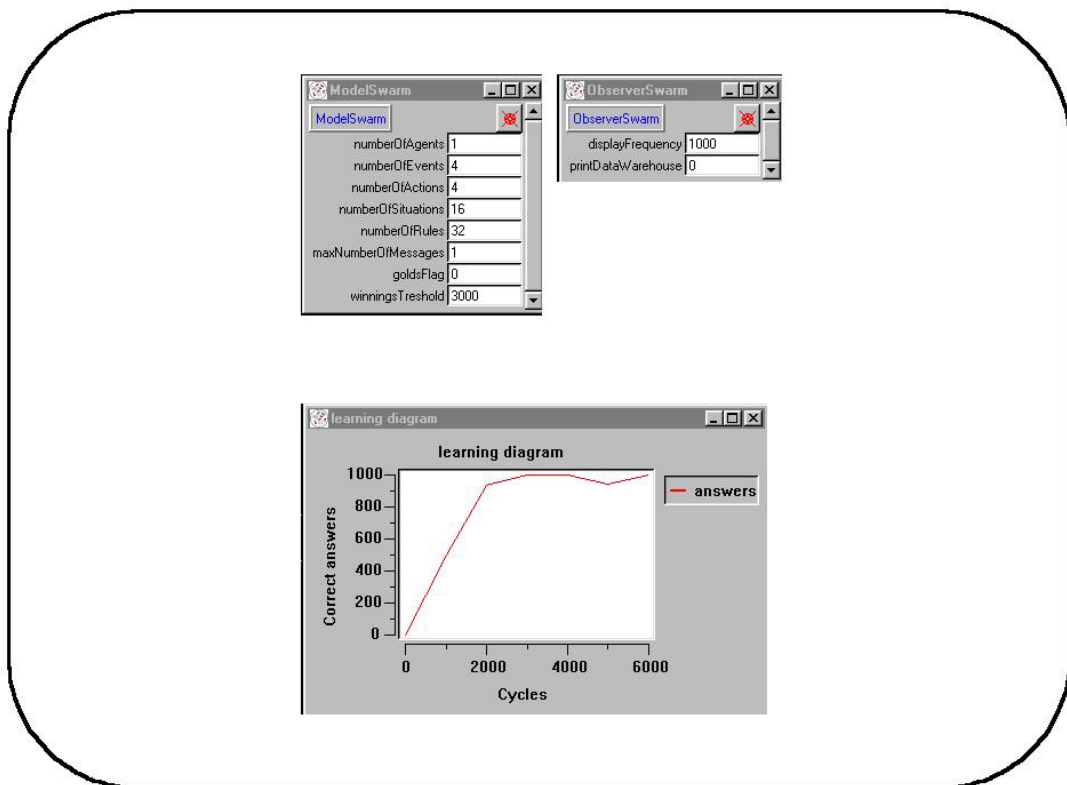 ModelSwarm
ModelSwarm
numberOfAgents 1
numberOfEvents 4
numberOfActions 4
numberOfSituations 16
numberOfRules 32
maxNumberOfMessages 1
goldsFlag 0
winningsTreshold 3000
ObserverSwarm
ObserverSwarm
displayFrequency 1000
printDataWarehouse 0
learning diagram
learning diagram
Correct answers
1000
800
600
400
200
0
0 2000 4000 6000
Cycles
answers